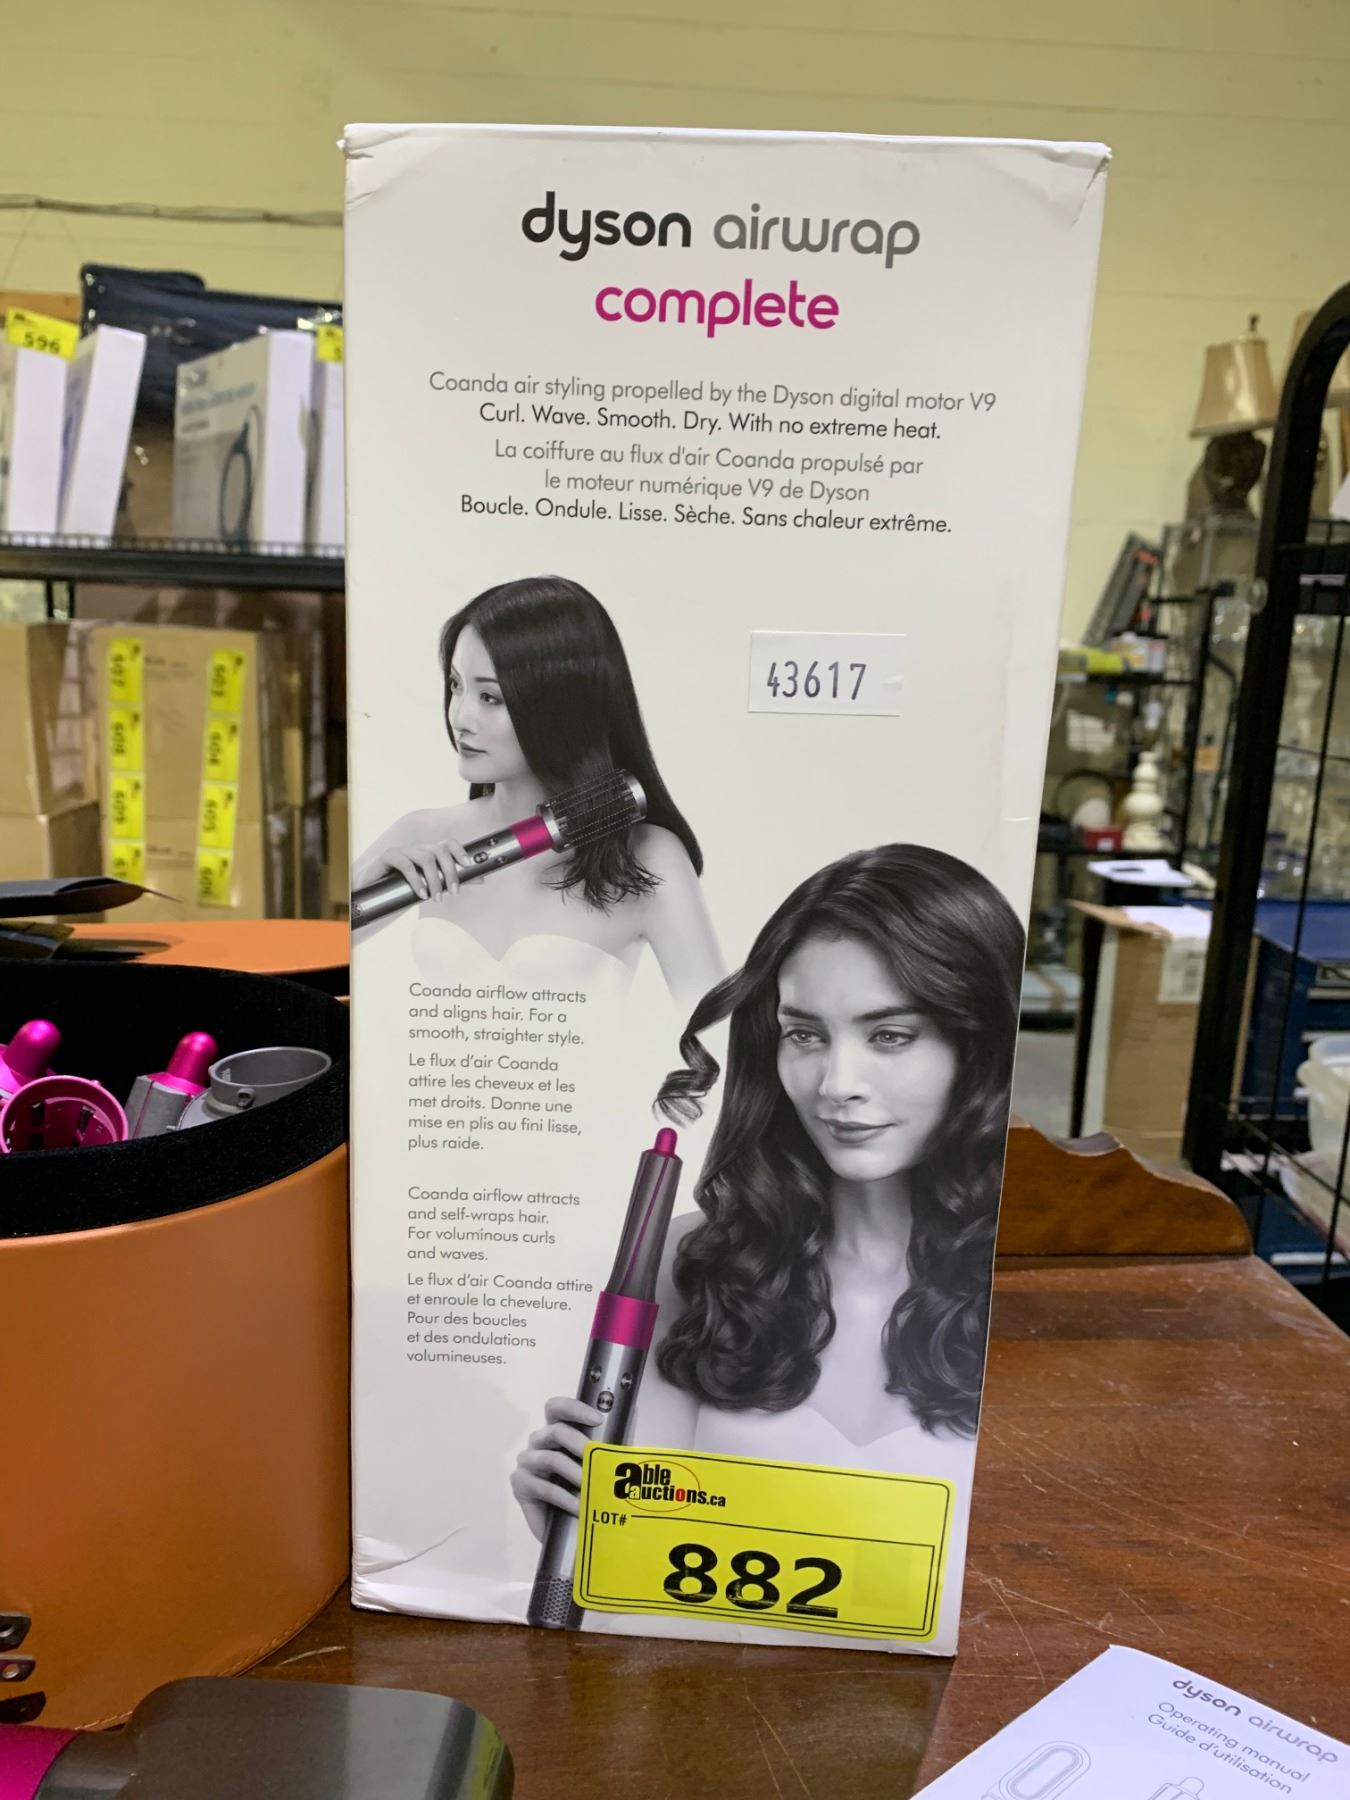 dyson airwrap
complete
Coanda air styling propelled by the Dyson digital motor V9
Curl. Wave. Smooth. Dry. With no extreme heat.
La coiffure au flux d'air Coanda propulsé par
le moteur numérique V9 de Dyson
Boucle. Ondule. Lisse. Sèche. Sans chaleur extrême.
43617
Coanda airflow attracts
and aligns hair. For a
smooth, straighter style.
Le flux d'air Coanda
attire les cheveux et les
met droits. Donne une
mise en plis au fini lisse,
plus raide.
Coanda airflow attracts
and self-wraps hair.
For voluminous curls
and waves.
Le flux d'air Coanda attire
et enroule la chevelure.
Pour des boucles
et des ondulations
volumineuses.
able
auctions.ca
LOT#
882
596
dyson airwrap
Operating manual
Guide d'utilisation